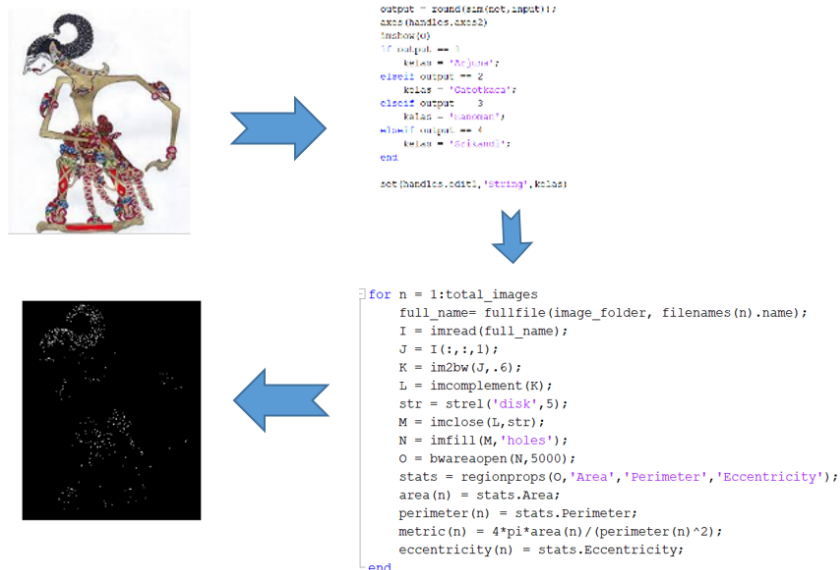 output = round(sim(net,input));
axes(handles.axes2)
imshow(o)
if output == 1
kelas = 'Arjuna';
elseif output == 2
kelas = 'Gatotkaca';
elseif output 3
kelas = 'Hanoman';
elseif output == 4
kelas = 'Srikandi';
end
set(handles.edit1,'String',kelas)
for n = 1:total_images
full_name= fullfile(image_folder, filenames(n).name);
I = imread(full_name);
J = I(:,:,1);
K = im2bw(J,.6);
L = imcomplement(K);
str = strel('disk',5);
M = imclose(L,str);
N = imfill(M,'holes');
O = bwareaopen(N,5000);
stats = regionprops(O,'Area','Perimeter','Eccentricity');
area(n) = stats.Area;
perimeter(n) = stats.Perimeter;
metric(n) = 4*pi*area(n)/(perimeter(n)^2);
eccentricity(n) = stats.Eccentricity;
end